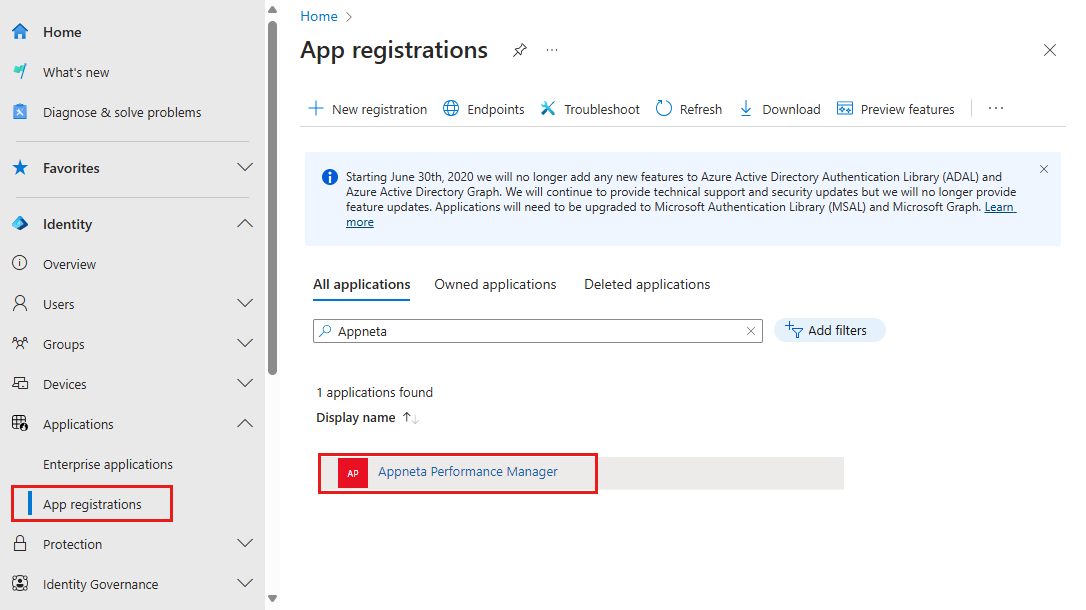 Home
What's new
Diagnose & solve problems
Favorites
Identity
Overview
Users
Groups
Devices
Applications
Enterprise applications
App registrations
Protection
Identity Governance
Home
App registrations
New registration
Endpoints
Troubleshoot
Refresh
Download
Preview features
Starting June 30th, 2020 we will no longer add any new features to Azure Active Directory Authentication Library (ADAL) and
Azure Active Directory Graph. We will continue to provide technical support and security updates but we will no longer provide
feature updates. Applications will need to be upgraded to Microsoft Authentication Library (MSAL) and Microsoft Graph. Learn
more
All applications
Owned applications
Deleted applications
Appneta
Add filters
1 applications found
Display name
AP
Appneta Performance Manager